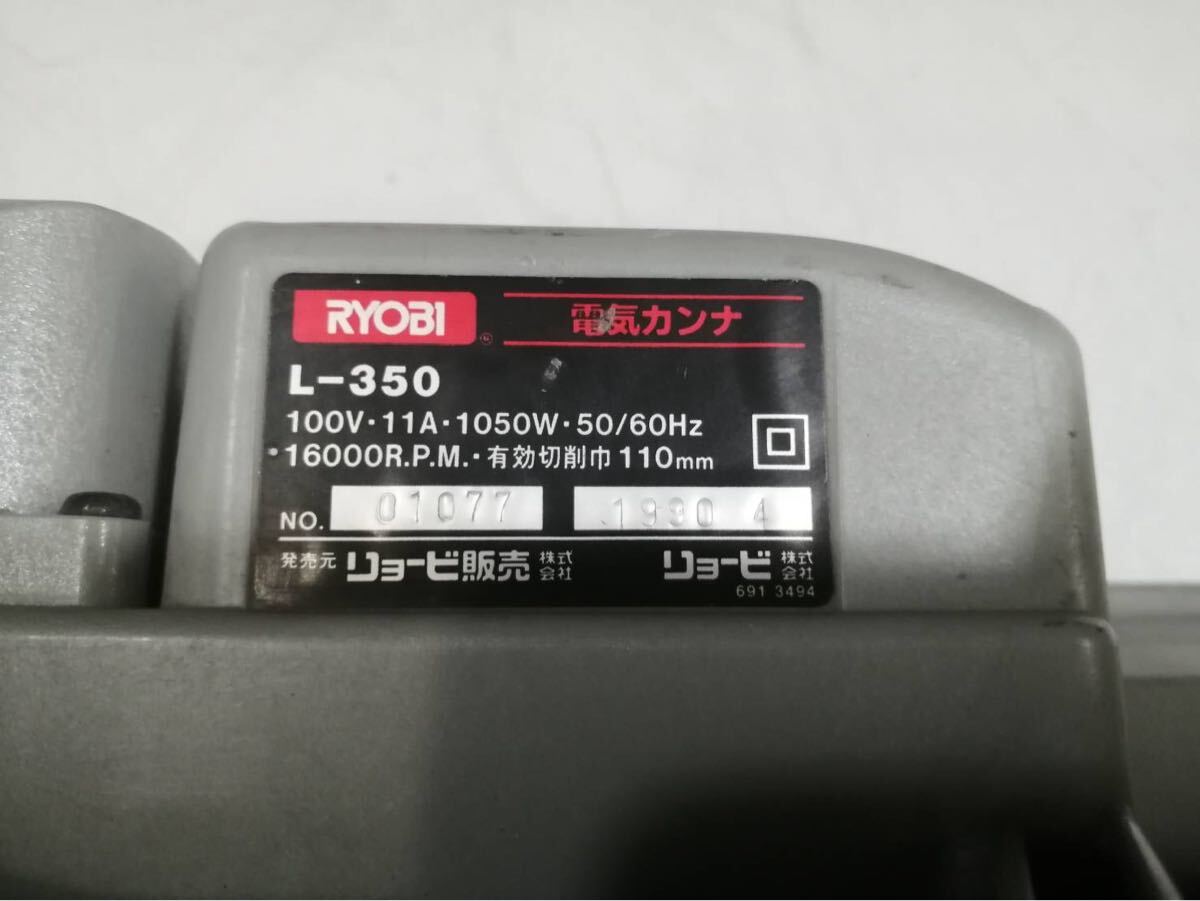 RYOBI® 電気カンナ
L-350
100V・11A・1050W・50/60Hz
16000R.P.M.・有効切削巾110mm
NO. 01077 1990 4
発売元 リョービ販売株式会社 リョービ株式会社
691 3494